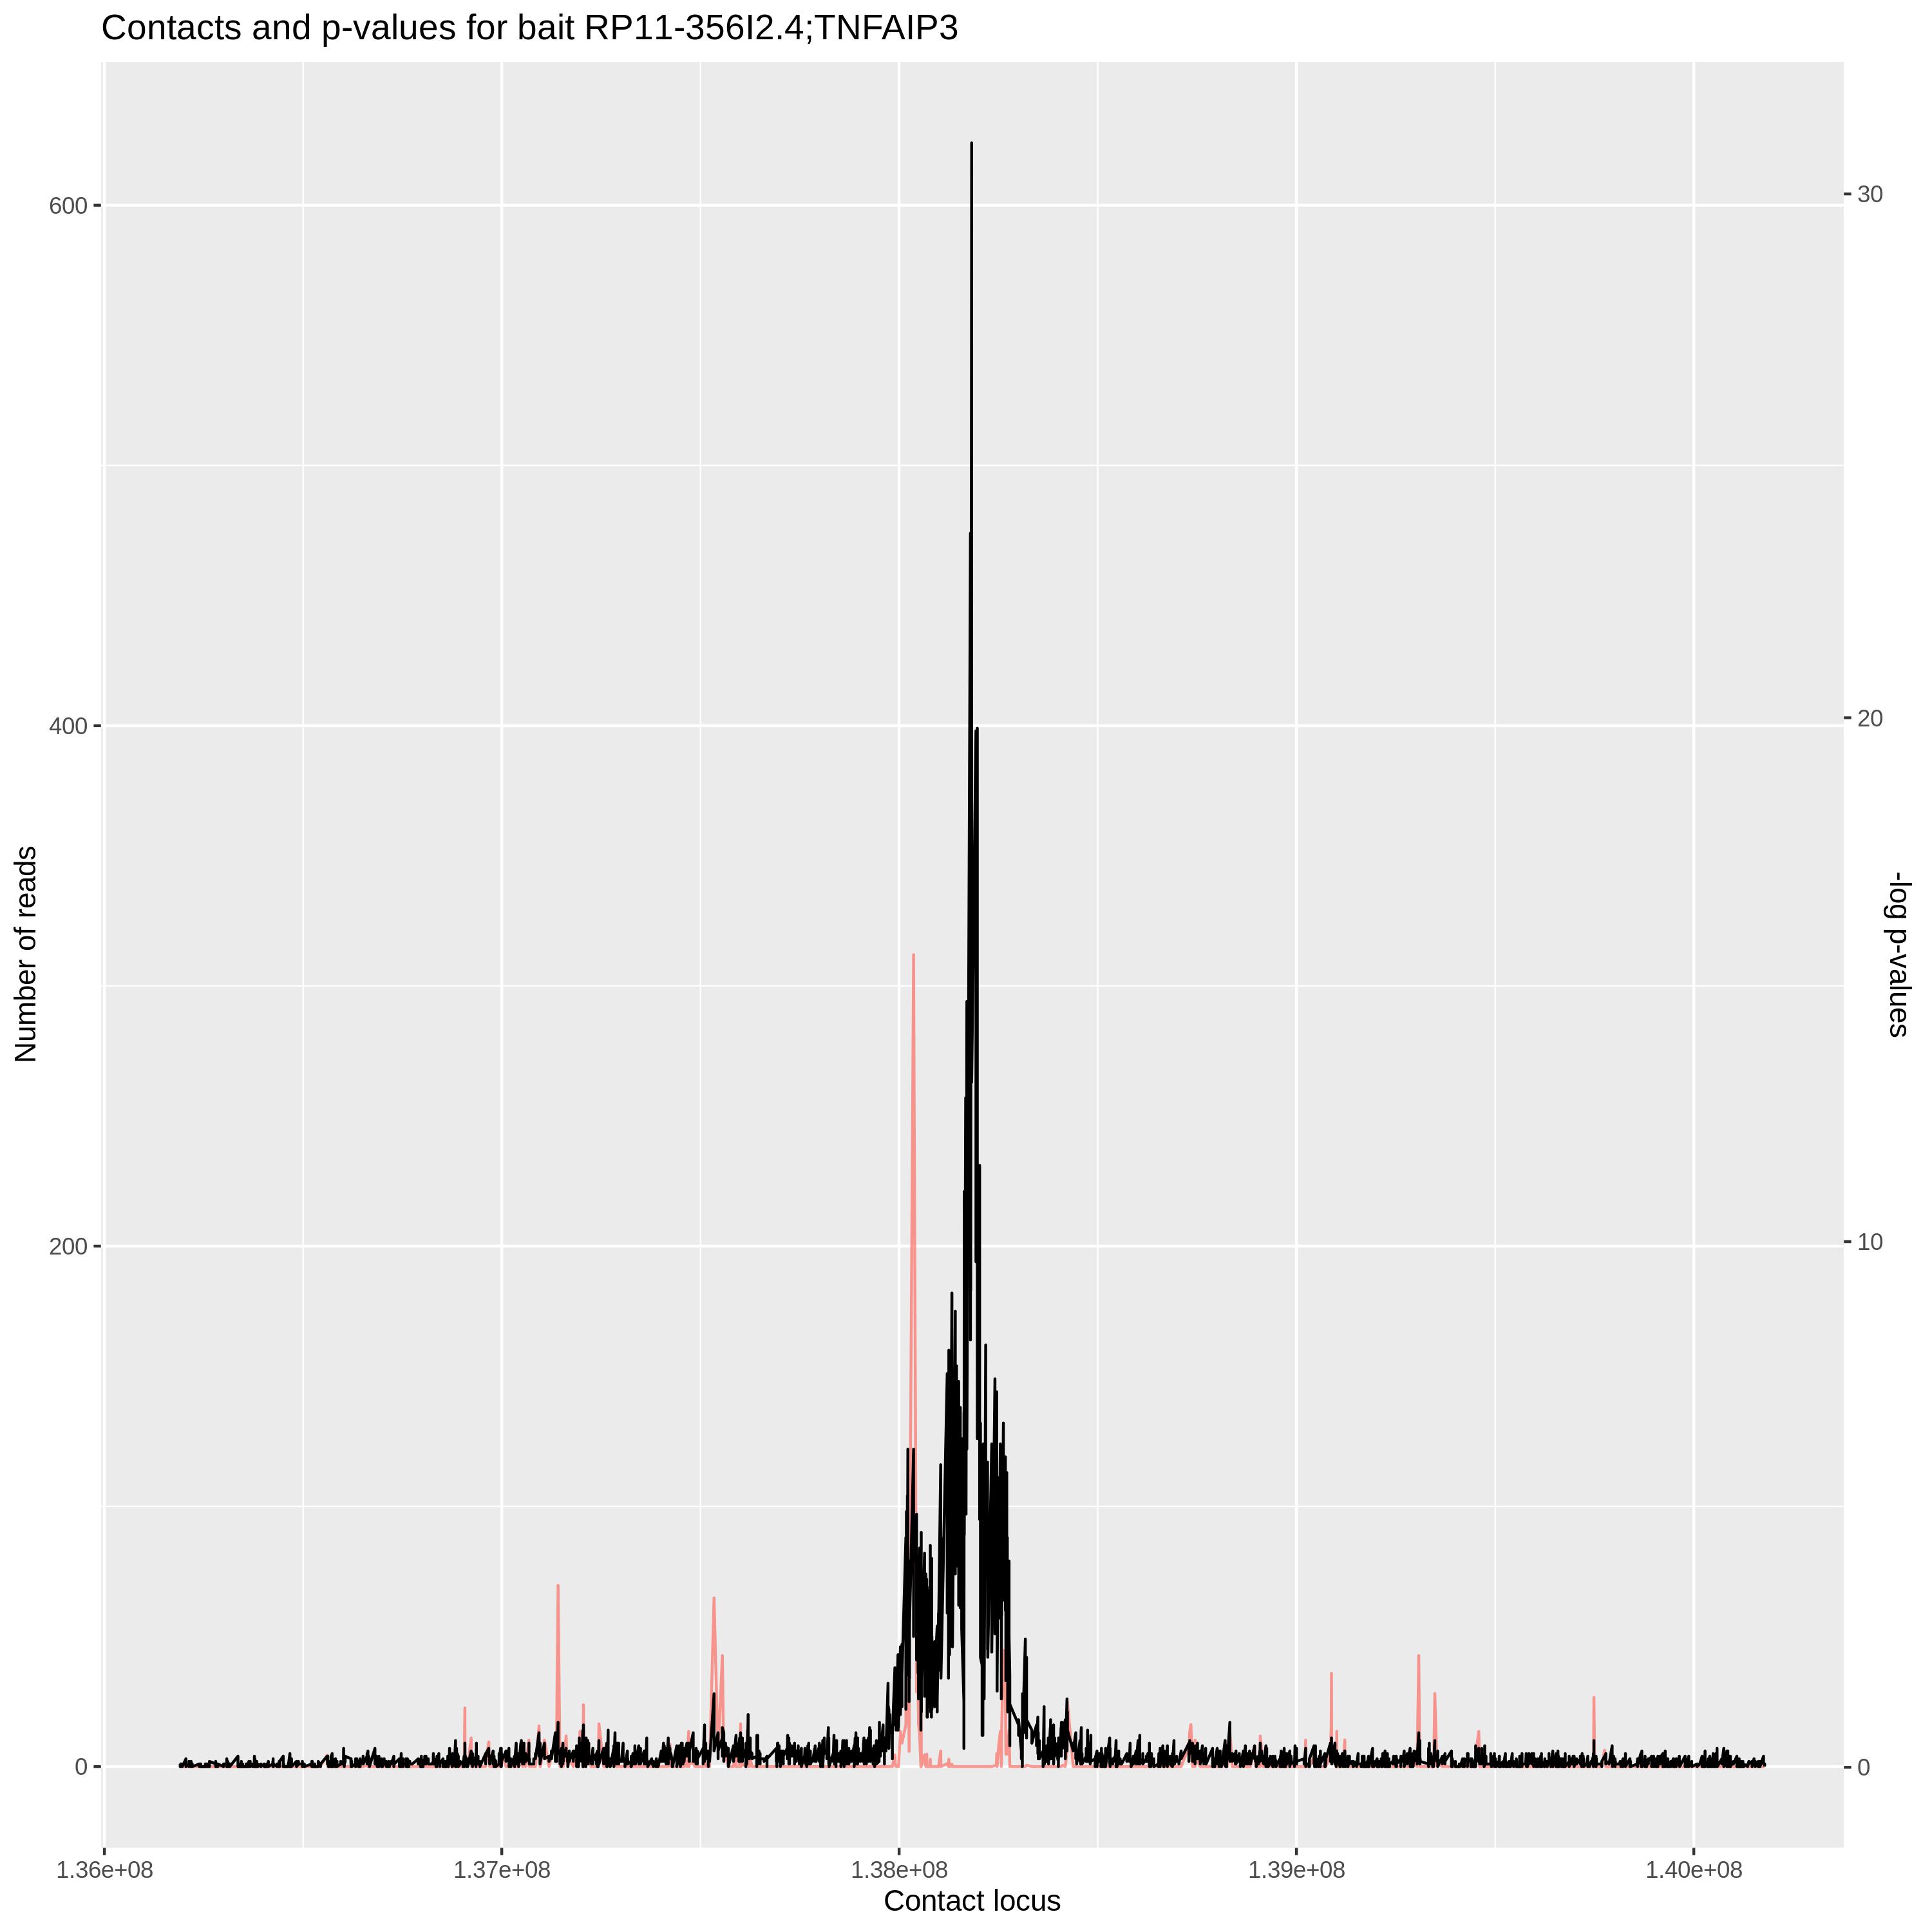 Contacts and p-values for bait RP11-356I2.4;TNFAIP3
600
400
200
0
Number of reads
30
20
10
0
-log p-values
1.36e+08
1.37e+08
1.38e+08
1.39e+08
1.40e+08
Contact locus